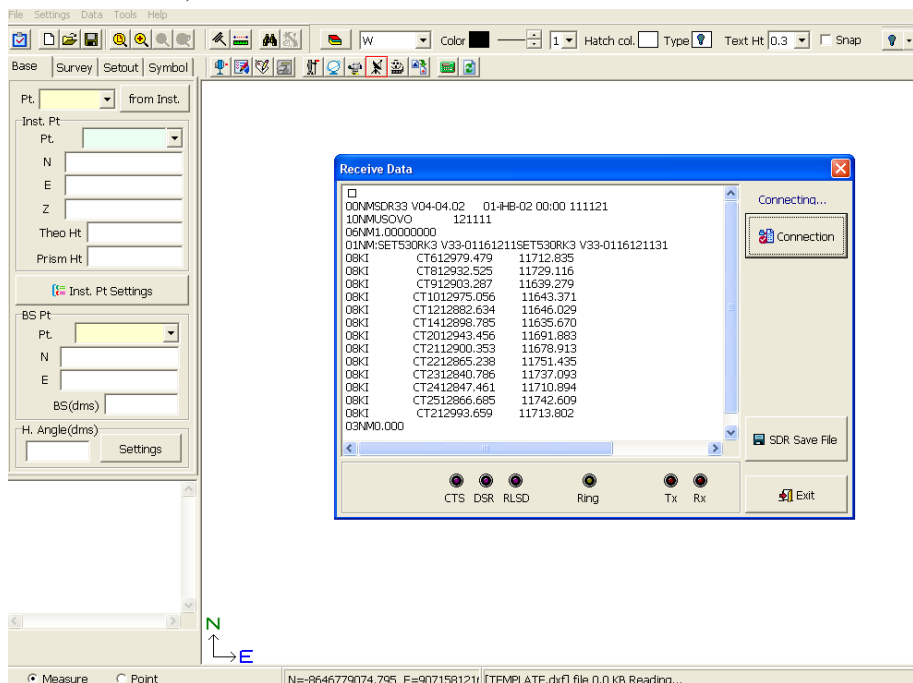 File Settings Data Tools Help
W Color 1 Hatch col. Type Text Ht 0.3 Snap
Base Survey Setout Symbol
Pt. from Inst.
Inst. Pt
Pt.
N
E
Z
Theo Ht
Prism Ht
Inst. Pt Settings
BS Pt
Pt.
N
E
BS(dms)
H. Angle(dms)
Settings
Receive Data
00NMSDR33 V04-04.02 01-iHB-02 00:00 111121
10NMUSOVO 121111
06NM1.00000000
01NM:SET530RK3 V33-01161211SET530RK3 V33-0116121131
08KI CT612979.479 11712.835
08KI CT812932.525 11729.116
08KI CT912903.287 11639.279
08KI CT1012975.056 11643.371
08KI CT1212882.634 11646.029
08KI CT1412898.785 11635.670
08KI CT2012943.456 11691.883
08KI CT2112900.353 11678.913
08KI CT2212865.238 11751.435
08KI CT2312840.786 11737.093
08KI CT2412847.461 11710.894
08KI CT2512866.685 11742.609
08KI CT212993.659 11713.802
03NM0.000
Connecting...
Connection
SDR Save File
Exit
CTS DSR RLSD Ring Tx Rx
N
E
Measure Point N=-8646779074.795 [TEMPLATE.dxf] file 0.0 KB Reading...